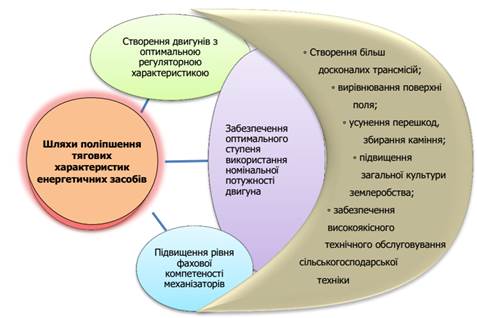 Шляхи поліпшення
тягових
характеристик
енергетичних засобів
Створення двигунів з
оптимальною
регуляторною
характеристикою
Забезпечення
оптимального
ступеня
використання
номінальної
потужності
двигуна
Підвищення рівня
фахової
компетеності
механізаторів
▫ Створення більш
досконалих трансмісій;
▫ вирівнювання поверхні
поля;
▫ усунення перешкод,
збирання каміння;
▫ підвищення
загальної культури
землеробства;
▫ забезпечення
високоякісного
технічного обслуговування
сільськогосподарської
техніки